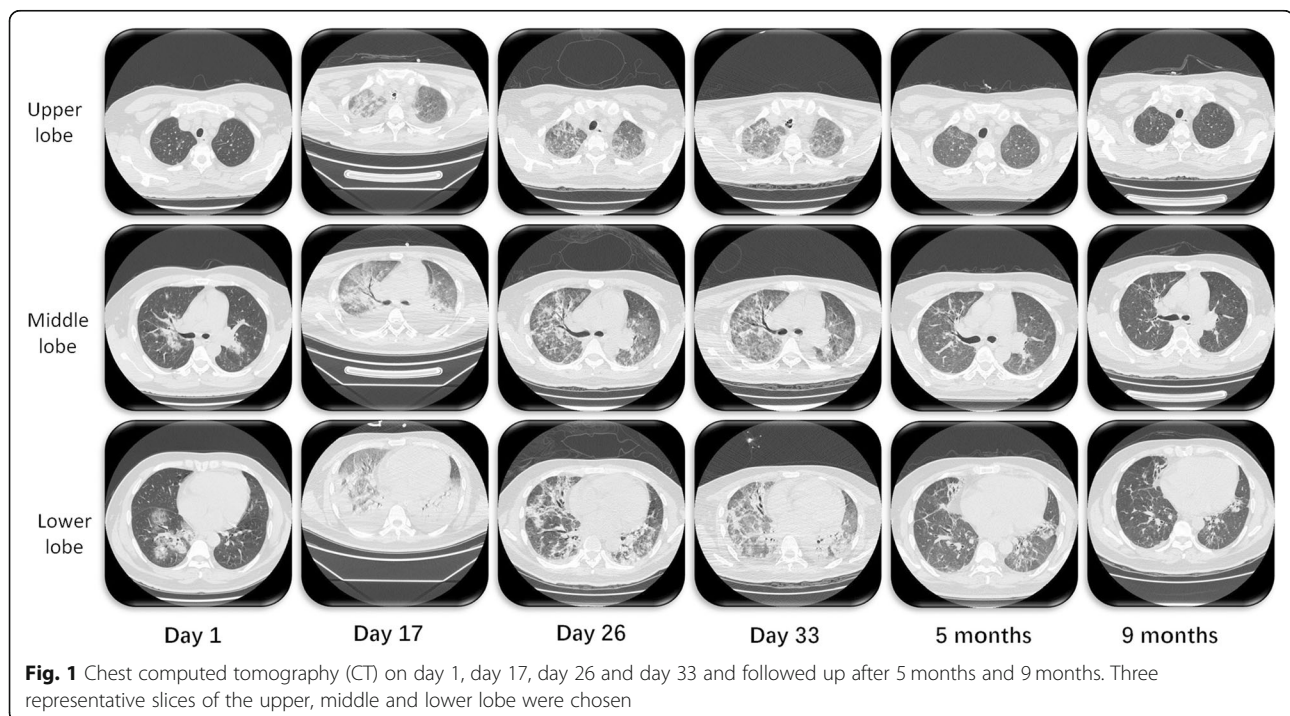 Upper
lobe
Middle
lobe
Lower
lobe
Day 1
Day 17
Day 26
Day 33
5 months
9 months
Fig. 1 Chest computed tomography (CT) on day 1, day 17, day 26 and day 33 and followed up after 5 months and 9 months. Three
representative slices of the upper, middle and lower lobe were chosen